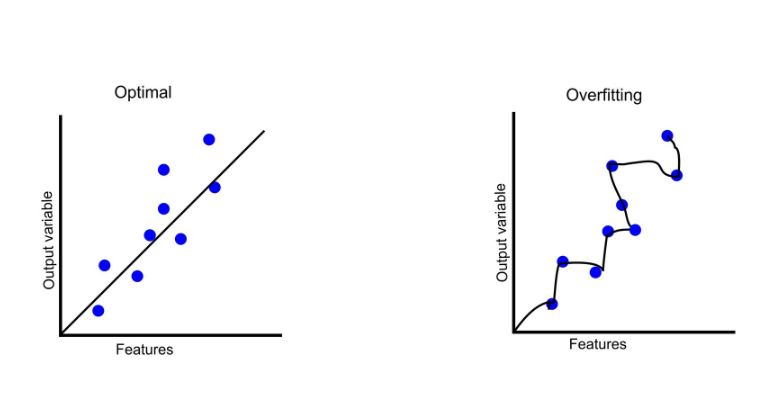 Optimal
Output variable
Features
Overfitting
Output variable
Features